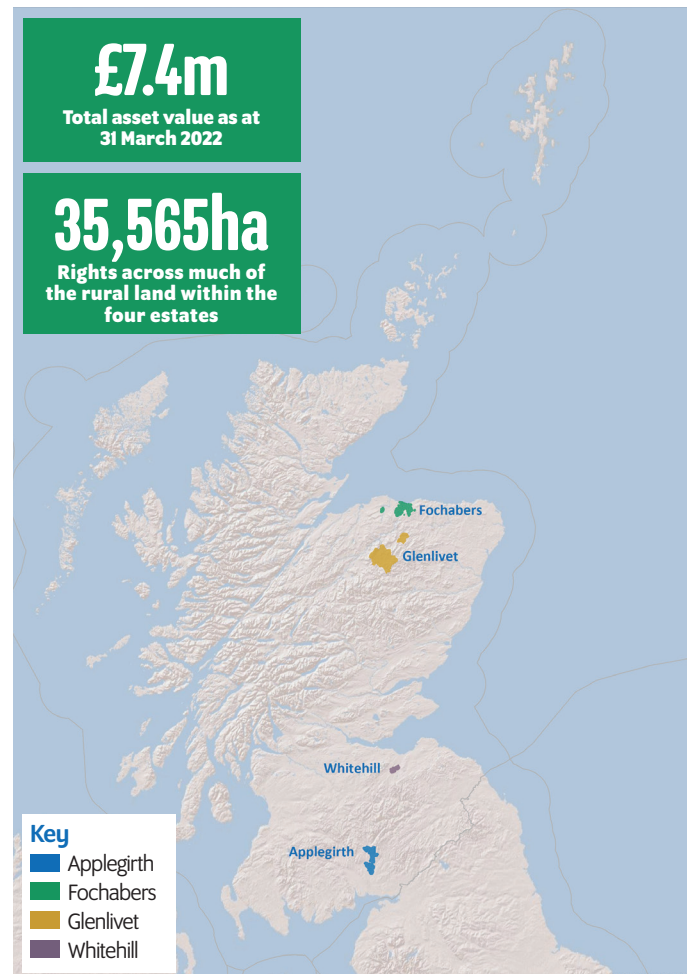 £7.4m
Total asset value as at
31 March 2022
35,565ha
Rights across much of
the rural land within the
four estates
Fochabers
Glenlivet
Whitehill
Applegirth
Key
Applegirth
Fochabers
Glenlivet
Whitehill